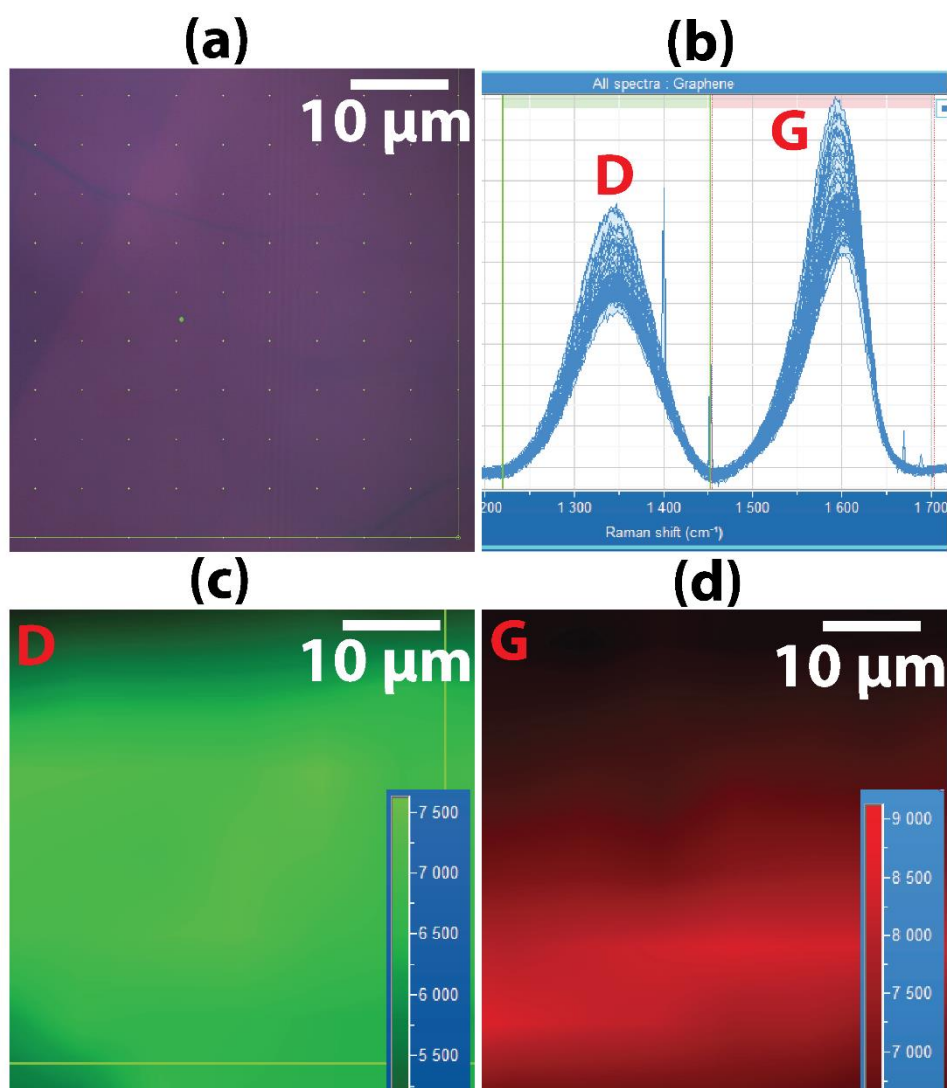 (a)
10 µm
(b)
All spectra : Graphene
D
G
200 1 300 1 400 1 500 1 600 1 700
Raman shift (cm⁻¹)
(c)
D
10 µm
7 500
7 000
6 500
6 000
5 500
(d)
G
10 µm
9 000
8 500
8 000
7 500
7 000